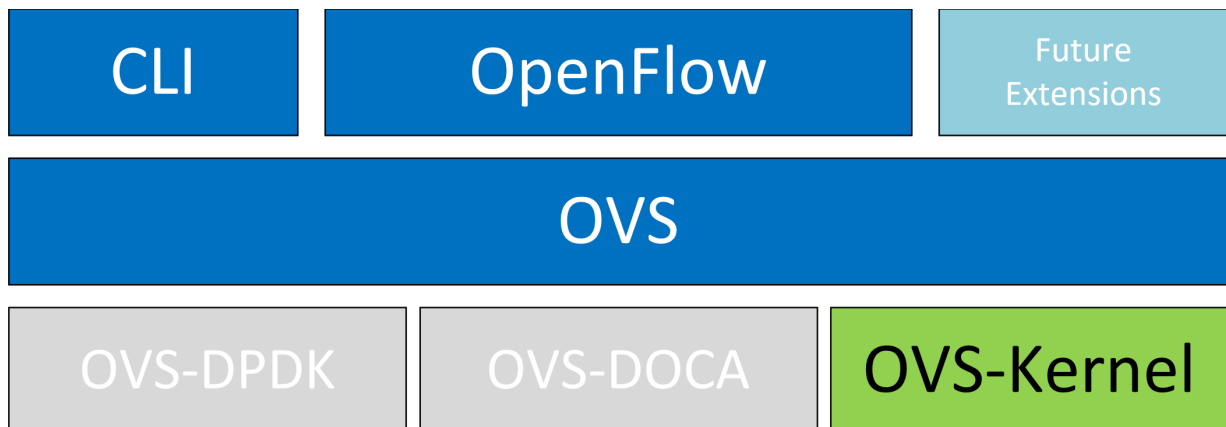 CLI
OpenFlow
Future
Extensions
OVS
OVS-DPDK
OVS-DOCA
OVS-Kernel